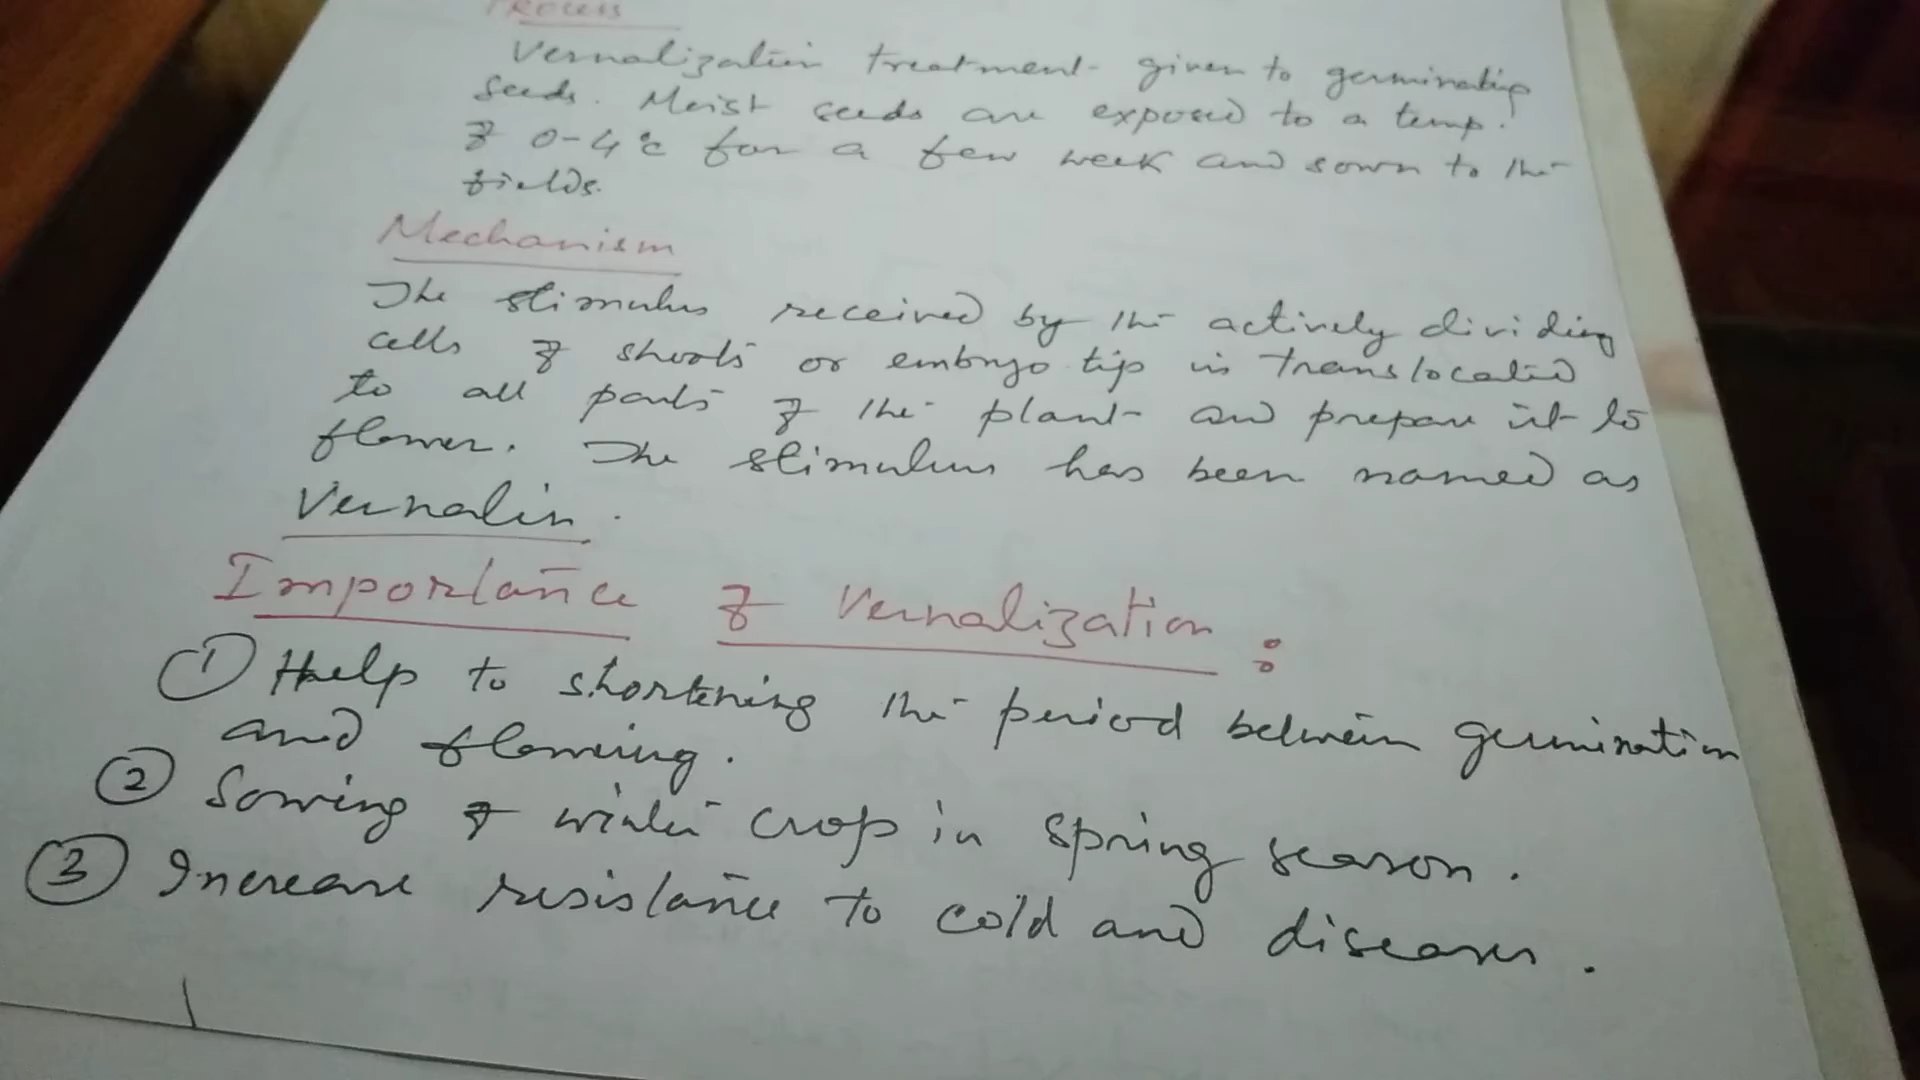 Process
Vernalization treatment given to germinating
seeds. Moist seeds are exposed to a temp.
of 0-4°c for a few week and sown to the
fields.
Mechanism
The stimulus received by the actively dividing
cells of shoots or embryo tip is translocated
to all parts of the plant and prepare it to
flower. The stimulus has been named as
Vernalin.
Importance of Vernalization :
① Help to shortening the period between germination
and flowering.
② Sowing of winter crop in spring season.
③ Increase resistance to cold and diseases.